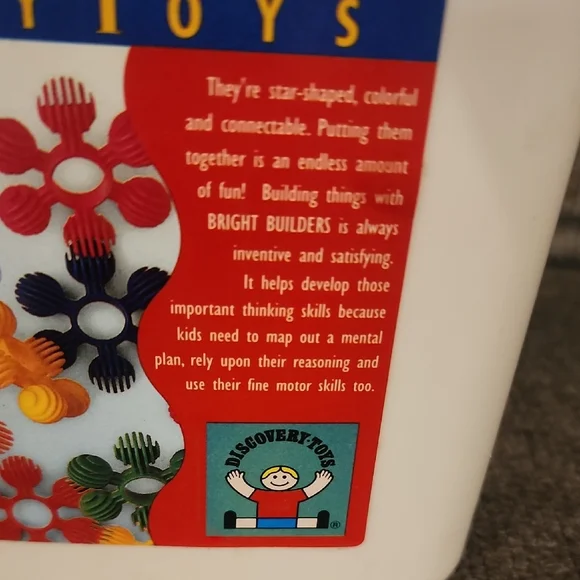 Y TOYS
They're star-shaped, colorful
and connectable. Putting them
together is an endless amount
of fun! Building things with
BRIGHT BUILDERS is always
inventive and satisfying.
It helps develop those
important thinking skills because
kids need to map out a mental
plan, rely upon their reasoning and
use their fine motor skills too.
DISCOVERY TOYS
®